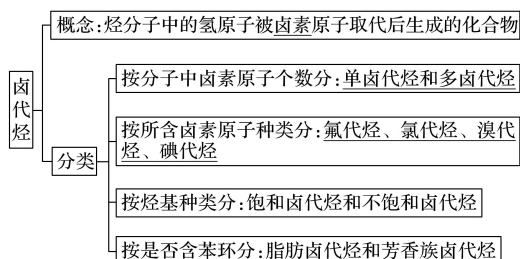 概念:烃分子中的氢原子被卤素原子取代后生成的化合物
卤代烃
按分子中卤素原子个数分:单卤代烃和多卤代烃
按所含卤素原子种类分:氟代烃、氯代烃、溴代
烃、碘代烃
分类
按烃基种类分:饱和卤代烃和不饱和卤代烃
按是否含苯环分:脂肪卤代烃和芳香族卤代烃